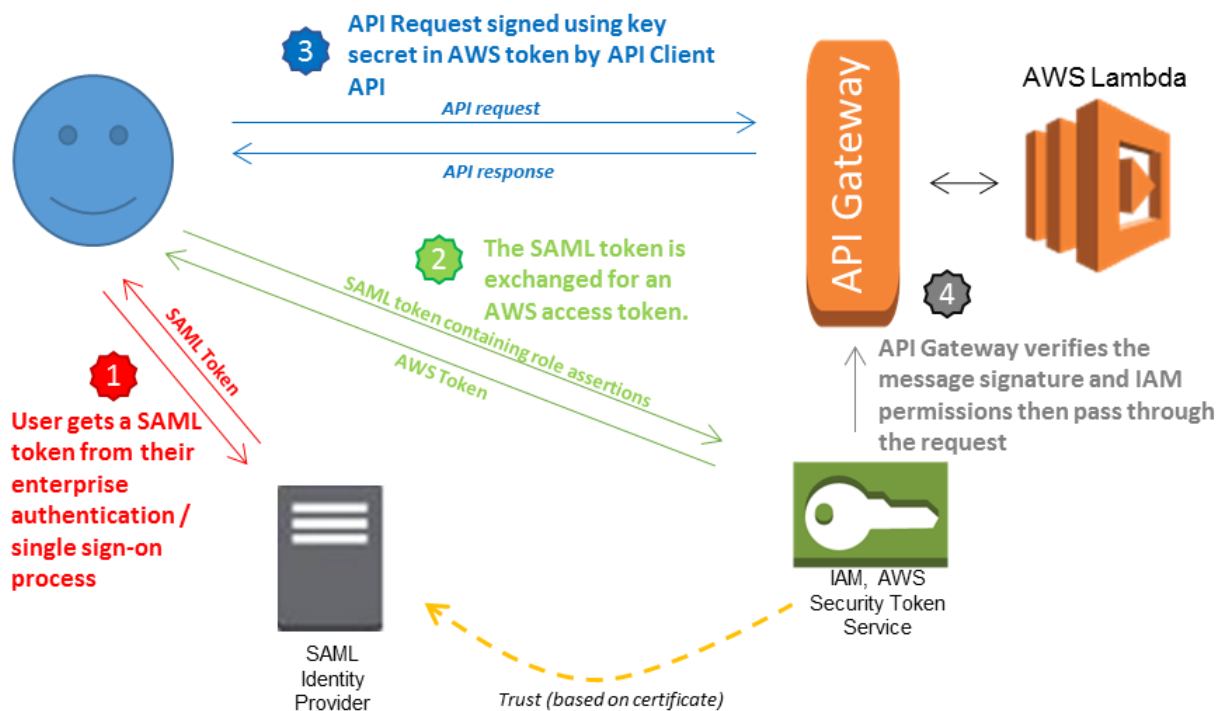 3
API Request signed using key
secret in AWS token by API Client
API
API request
API response
API Gateway
AWS Lambda
2
The SAML token is
exchanged for an
AWS access token.
SAML token containing role assertions
AWS Token
SAML Token
1
User gets a SAML
token from their
enterprise
authentication /
single sign-on
process
4
API Gateway verifies the
message signature and IAM
permissions then pass through
the request
IAM, AWS
Security Token
Service
SAML
Identity
Provider
Trust (based on certificate)